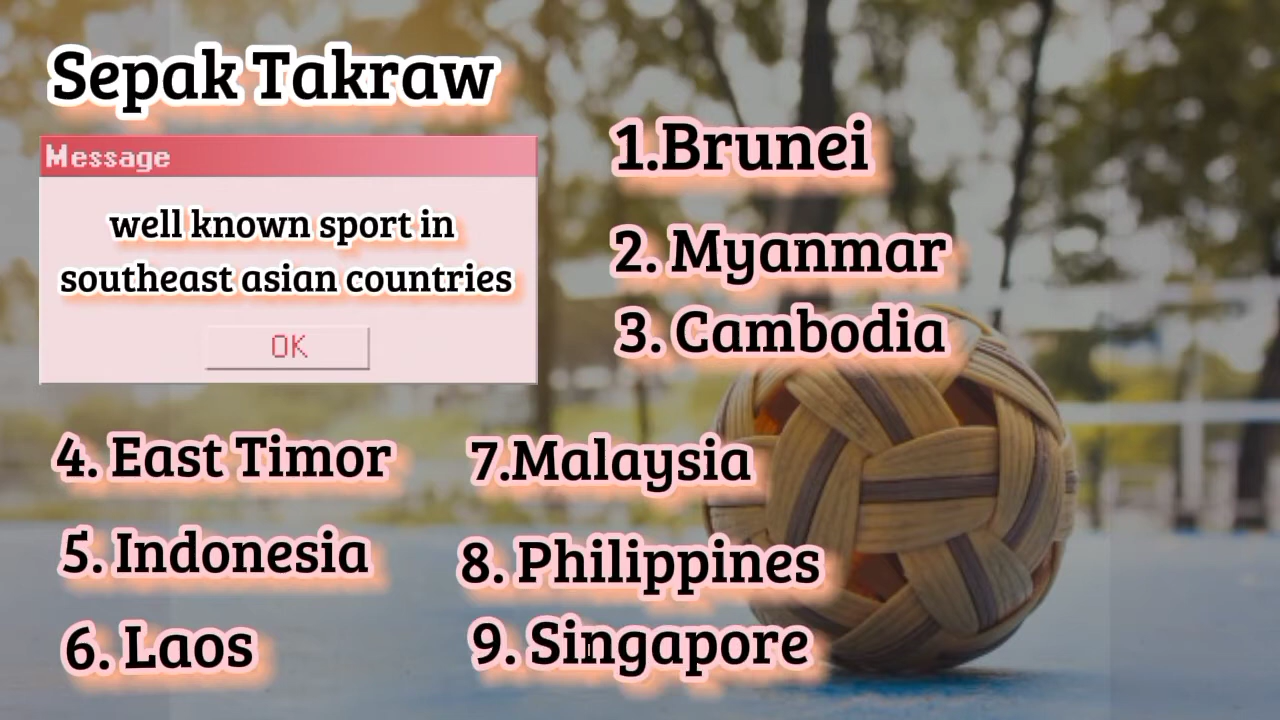 Sepak Takraw
Message
well known sport in
southeast asian countries
OK
1.Brunei
2. Myanmar
3. Cambodia
4. East Timor
5. Indonesia
6. Laos
7.Malaysia
8. Philippines
9. Singapore